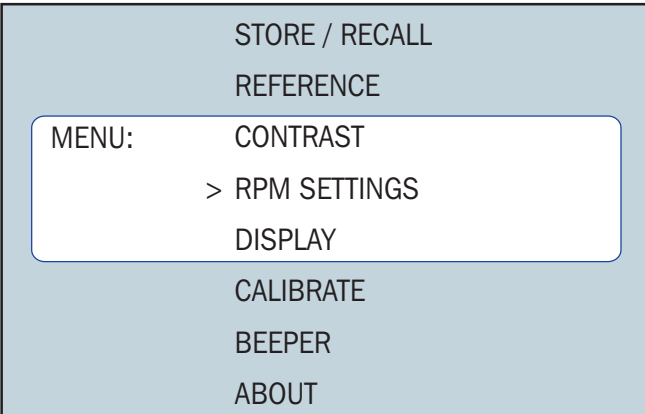 STORE / RECALL
REFERENCE
MENU: CONTRAST
> RPM SETTINGS
DISPLAY
CALIBRATE
BEEPER
ABOUT